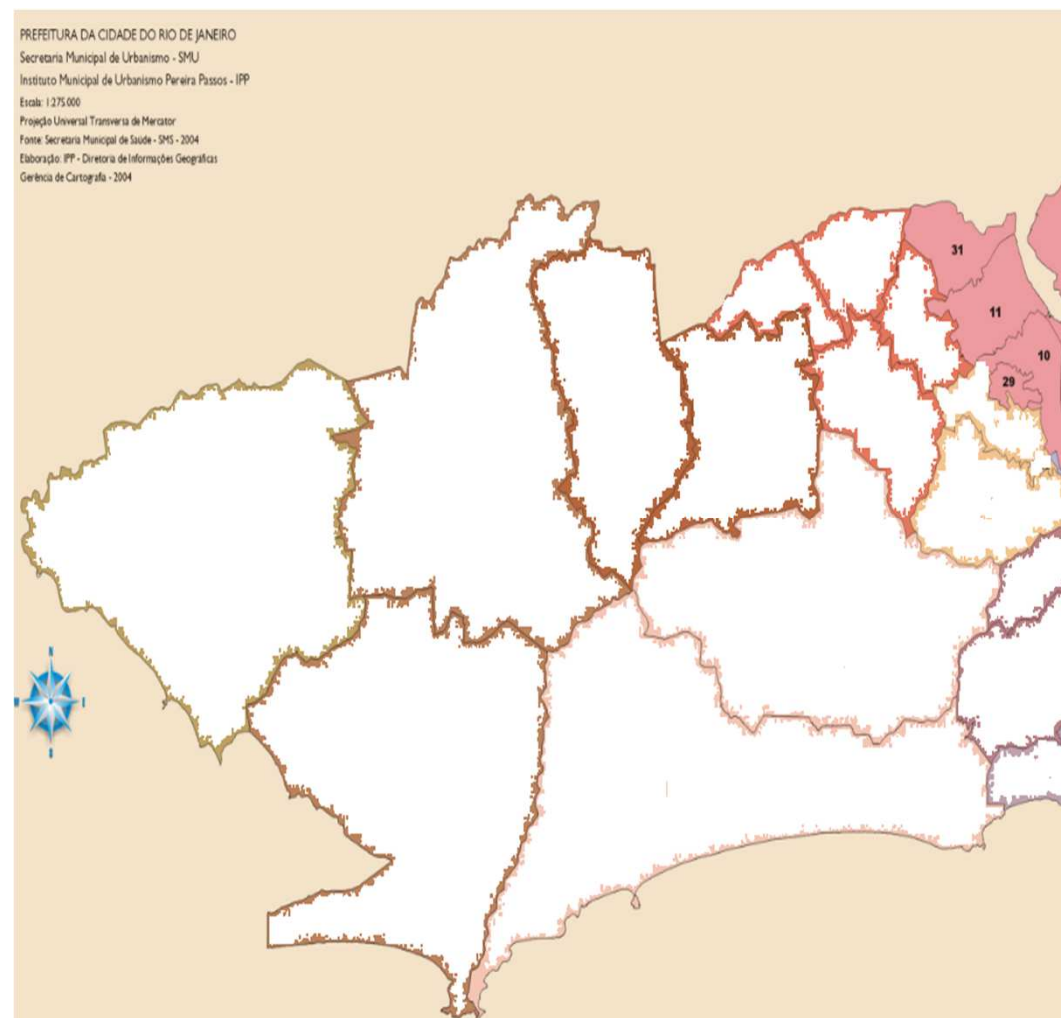 PREFEITURA DA CIDADE DO RIO DE JANEIRO
Secretaria Municipal de Urbanismo - SMU
Instituto Municipal de Urbanismo Pereira Passos - IPP
Escala: 1:275.000
Projeção Universal Transversa de Mercator
Fonte: Secretaria Municipal de Saúde - SMS - 2004
Elaboração: IPP - Diretoria de Informações Geográficas
Gerência de Cartografia - 2004
31
11
10
29